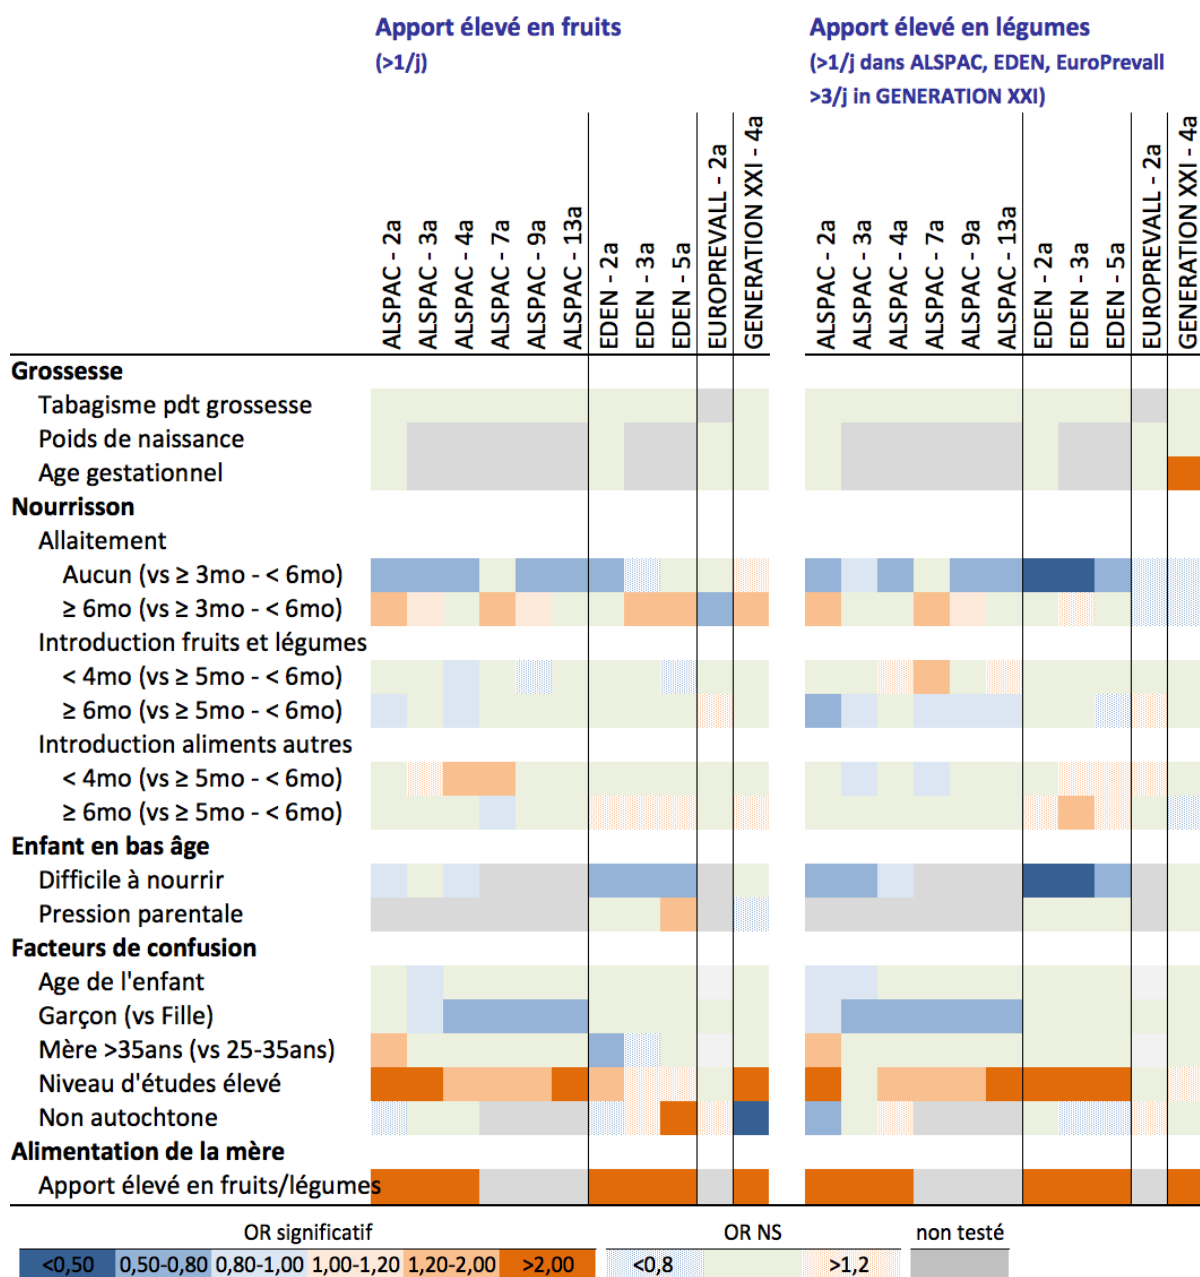 Apport élevé en fruits
(>1/j)
Apport élevé en légumes
(>1/j dans ALSPAC, EDEN, EuroPrevall
>3/j in GENERATION XXI)
ALSPAC - 2a
ALSPAC - 3a
ALSPAC - 4a
ALSPAC - 7a
ALSPAC - 9a
ALSPAC - 13a
EDEN - 2a
EDEN - 3a
EDEN - 5a
EUROPREVALL - 2a
GENERATION XXI - 4a
ALSPAC - 2a
ALSPAC - 3a
ALSPAC - 4a
ALSPAC - 7a
ALSPAC - 9a
ALSPAC - 13a
EDEN - 2a
EDEN - 3a
EDEN - 5a
EUROPREVALL - 2a
GENERATION XXI - 4a
Grossesse
Tabagisme pdt grossesse
Poids de naissance
Age gestationnel
Nourrisson
Allaitement
Aucun (vs ≥ 3mo - < 6mo)
≥ 6mo (vs ≥ 3mo - < 6mo)
Introduction fruits et légumes
< 4mo (vs ≥ 5mo - < 6mo)
≥ 6mo (vs ≥ 5mo - < 6mo)
Introduction aliments autres
< 4mo (vs ≥ 5mo - < 6mo)
≥ 6mo (vs ≥ 5mo - < 6mo)
Enfant en bas âge
Difficile à nourrir
Pression parentale
Facteurs de confusion
Age de l'enfant
Garçon (vs Fille)
Mère >35ans (vs 25-35ans)
Niveau d'études élevé
Non autochtone
Alimentation de la mère
Apport élevé en fruits/légumes
OR significatif OR NS non testé
<0,50 0,50-0,80 0,80-1,00 1,00-1,20 1,20-2,00 >2,00 <0,8 >1,2